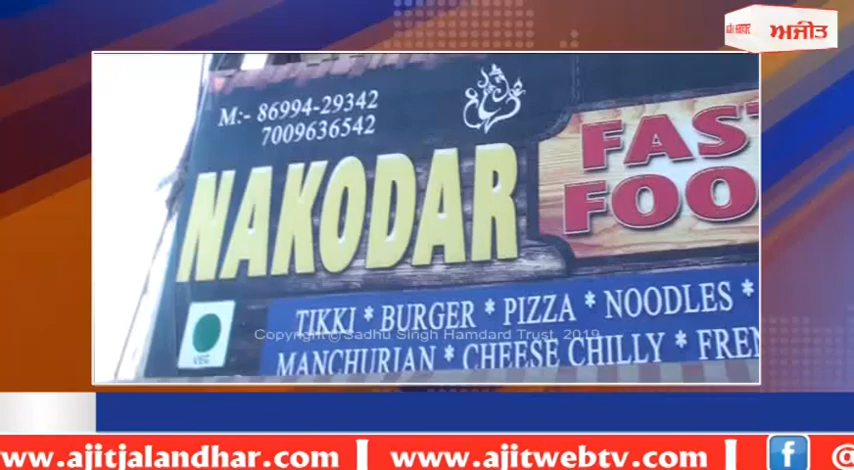 ਅਜੀਤ
M:- 86994-29342
7009636542
NAKODAR
FAST
FOO
TIKKI * BURGER * PIZZA * NOODLES *
VEG
Copyright © Sadhu Singh Hamdard Trust, 2019
MANCHURIAN * CHEESE CHILLY * FREN
www.ajitjalandhar.com | www.ajitwebtv.com | f @